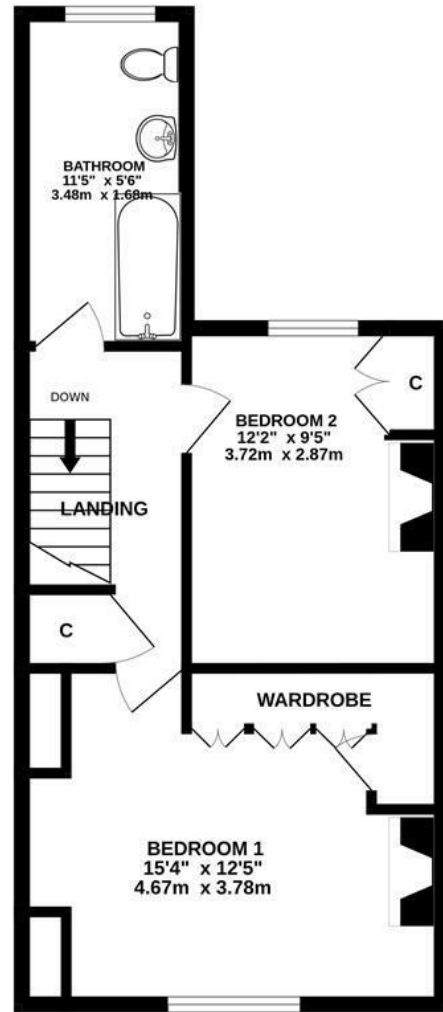 BATHROOM
11'5" x 5'6"
3.48m x 1.68m
DOWN
C
BEDROOM 2
12'2" x 9'5"
3.72m x 2.87m
LANDING
C
WARDROBE
BEDROOM 1
15'4" x 12'5"
4.67m x 3.78m